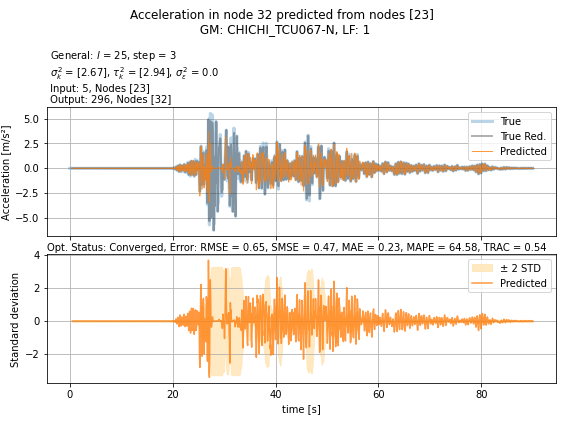 Acceleration in node 32 predicted from nodes [23]
GM: CHICHI_TCU067-N, LF: 1
General: l = 25, step = 3
σ²ₖ = [2.67], τ²ₖ = [2.94], σ²ε = 0.0
Input: 5, Nodes [23]
Output: 296, Nodes [32]
Acceleration [m/s²]
5.0
2.5
0.0
−2.5
−5.0
True
True Red.
Predicted
Opt. Status: Converged, Error: RMSE = 0.65, SMSE = 0.47, MAE = 0.23, MAPE = 64.58, TRAC = 0.54
Standard deviation
4
2
0
−2
± 2 STD
Predicted
0 20 40 60 80
time [s]